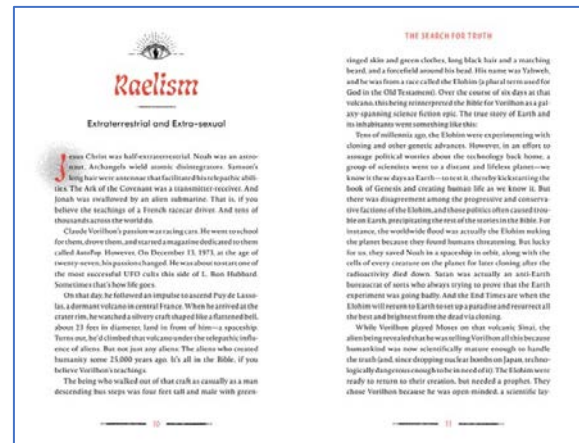 Raelism
Extraterrestrial and Extra-sexual
Jesus Christ was half-extraterrestrial. Noah was an astro-
naut. Archangels wield atomic disintegrators. Samson's
long hair were antennae that facilitated his telepathic abili-
ties. The Ark of the Covenant was a transmitter-receiver. And
Jonah was swallowed by an alien submarine. That is, if you
believe the teachings of a French racecar driver. And tens of
thousands across the world do.
Claude Vorilhon's passion was racing cars. He went to school
for them, drove them, and started a magazine dedicated to them
called AutoPop. However, On December 13, 1973, at the age of
twenty-seven, his passions changed. He was about to start one of
the most successful UFO cults this side of L. Ron Hubbard.
Sometimes that's how life goes.
On that day, he followed an impulse to ascend Puy de Lasso-
las, a dormant volcano in central France. When he arrived at the
crater rim, he watched a silvery craft shaped like a flattened bell,
about 23 feet in diameter, land in front of him—a spaceship.
Turns out, he'd climbed that volcano under the telepathic influ-
ence of aliens. But not just any aliens: The aliens who created
humanity some 25,000 years ago. It's all in the Bible, if you
believe Vorilhon's teachings.
The being who walked out of that craft as casually as a man
descending bus steps was four feet tall and male with green-
10
THE SEARCH FOR TRUTH
tinged skin and green clothes, long black hair and a matching
beard, and a forcefield around his head. His name was Yahweh,
and he was from a race called the Elohim (a plural term used for
God in the Old Testament). Over the course of six days at that
volcano, this being reinterpreted the Bible for Vorilhon as a gal-
axy-spanning science fiction epic. The true story of Earth and
its inhabitants went something like this:
Tens of millennia ago, the Elohim were experimenting with
cloning and other genetic advances. However, in an effort to
assuage political worries about the technology back home, a
group of scientists went to a distant and lifeless planet—we
know it these days as Earth—to test it, thereby kickstarting the
book of Genesis and creating human life as we know it. But
there was disagreement among the progressive and conserva-
tive factions of the Elohim, and those politics often caused trou-
ble on Earth, precipitating the rest of the stories in the Bible. For
instance, the worldwide flood was actually the Elohim nuking
the planet because they found humans threatening. But lucky
for us, they saved Noah in a spaceship in orbit, along with the
cells of every creature on the planet for later cloning after the
radioactivity died down. Satan was actually an anti-Earth
bureaucrat of sorts who always trying to prove that the Earth
experiment was going badly. And the End Times are when the
Elohim will return to Earth to set up a paradise and resurrect all
the best and brightest from the dead via cloning.
While Vorilhon played Moses on that volcanic Sinai, the
alien being revealed that he was telling Vorilhon all this because
humankind was now scientifically mature enough to handle
the truth (and, since dropping nuclear bombs on Japan, techno-
logically dangerous enough to be in need of it). The Elohim were
ready to return to their creation, but needed a prophet. They
chose Vorilhon because he was open-minded, a scientific lay-
11